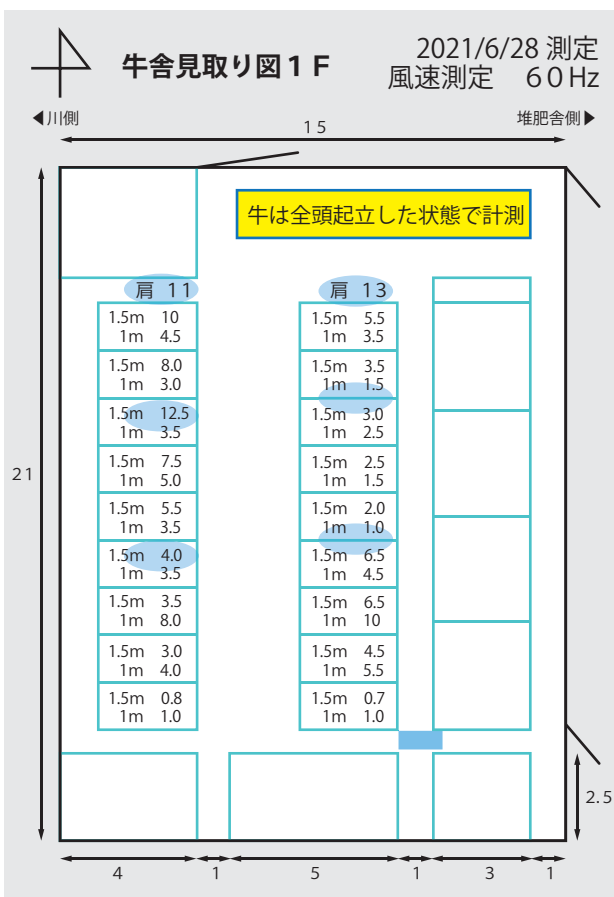 牛舎見取り図１Ｆ
2021/6/28 測定
風速測定　６０Hz
◀川側
堆肥舎側▶
15
牛は全頭起立した状態で計測
肩 11
1.5m 10
1m 4.5
1.5m 8.0
1m 3.0
1.5m 12.5
1m 3.5
1.5m 7.5
1m 5.0
1.5m 5.5
1m 3.5
1.5m 4.0
1m 3.5
1.5m 3.5
1m 8.0
1.5m 3.0
1m 4.0
1.5m 0.8
1m 1.0
肩 13
1.5m 5.5
1m 3.5
1.5m 3.5
1m 1.5
1.5m 3.0
1m 2.5
1.5m 2.5
1m 1.5
1.5m 2.0
1m 1.0
1.5m 6.5
1m 4.5
1.5m 6.5
1m 10
1.5m 4.5
1m 5.5
1.5m 0.7
1m 1.0
21
2.5
4 1 5 1 3 1